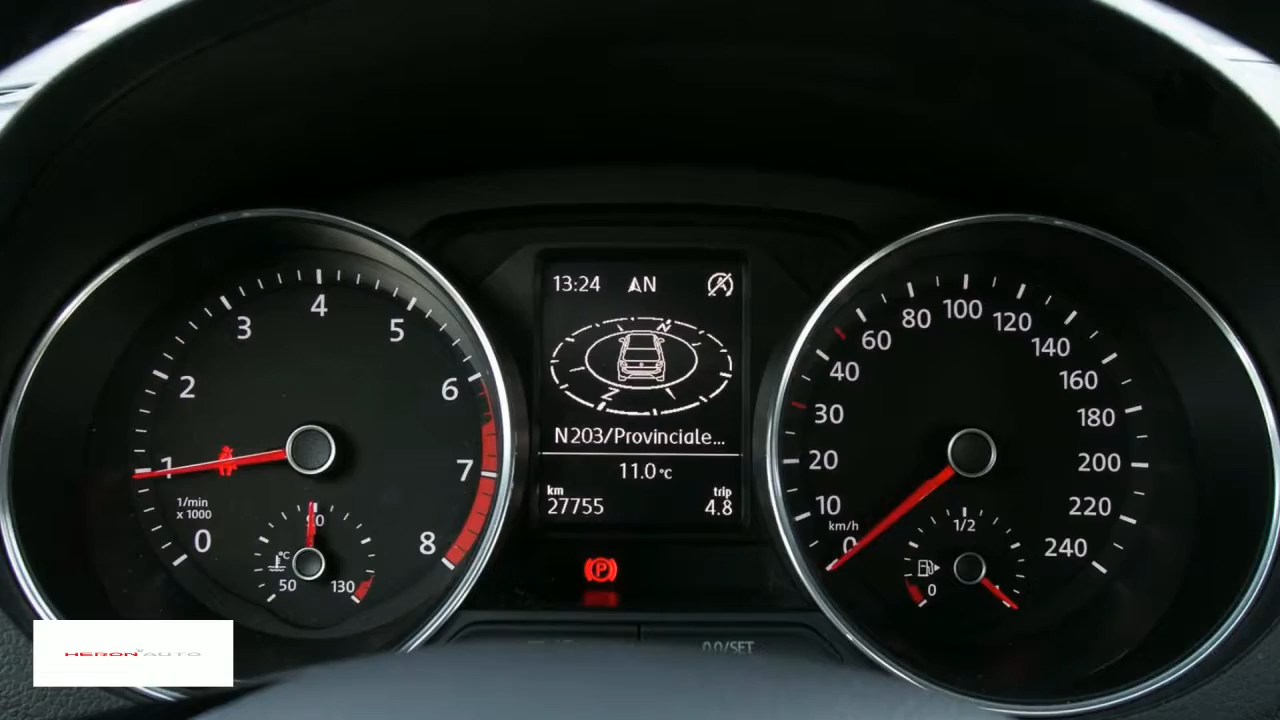 1/min
x 1000
0
1
2
3
4
5
6
7
8
°C
50
90
130
13:24 AN
N
Z
N203/Provinciale...
11.0 °C
km
27755
trip
4.8
P
0.0/SET
km/h
0
10
20
30
40
60
80
100
120
140
160
180
200
220
240
1/2
0
HERON AUTO